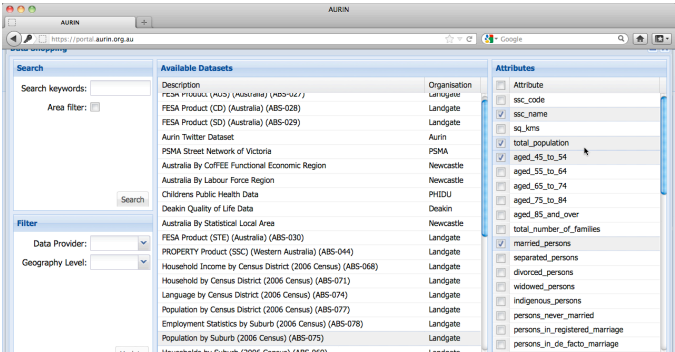 AURIN
AURIN
https://portal.aurin.org.au
Google
Data Shopping
Search
Search keywords:
Area filter:
Search
Filter
Data Provider:
Geography Level:
Available Datasets
Description Organisation
FESA Product (AUS) (Australia) (ABS-027) Landgate
FESA Product (CD) (Australia) (ABS-028) Landgate
FESA Product (SD) (Australia) (ABS-029) Landgate
Aurin Twitter Dataset Aurin
PSMA Street Network of Victoria PSMA
Australia By CofFEE Functional Economic Region Newcastle
Australia By Labour Force Region Newcastle
Childrens Public Health Data PHIDU
Deakin Quality of Life Data Deakin
Australia By Statistical Local Area Newcastle
FESA Product (STE) (Australia) (ABS-030) Landgate
PROPERTY Product (SSC) (Western Australia) (ABS-044) Landgate
Household Income by Census District (2006 Census) (ABS-068) Landgate
Household by Census District (2006 Census) (ABS-071) Landgate
Language by Census District (2006 Census) (ABS-074) Landgate
Population by Census District (2006 Census) (ABS-077) Landgate
Employment Statistics by Suburb (2006 Census) (ABS-078) Landgate
Population by Suburb (2006 Census) (ABS-075) Landgate
Attributes
Attribute
ssc_code
ssc_name
sq_kms
total_population
aged_45_to_54
aged_55_to_64
aged_65_to_74
aged_75_to_84
aged_85_and_over
total_number_of_families
married_persons
separated_persons
divorced_persons
widowed_persons
indigenous_persons
persons_never_married
persons_in_registered_marriage
persons_in_de_facto_marriage